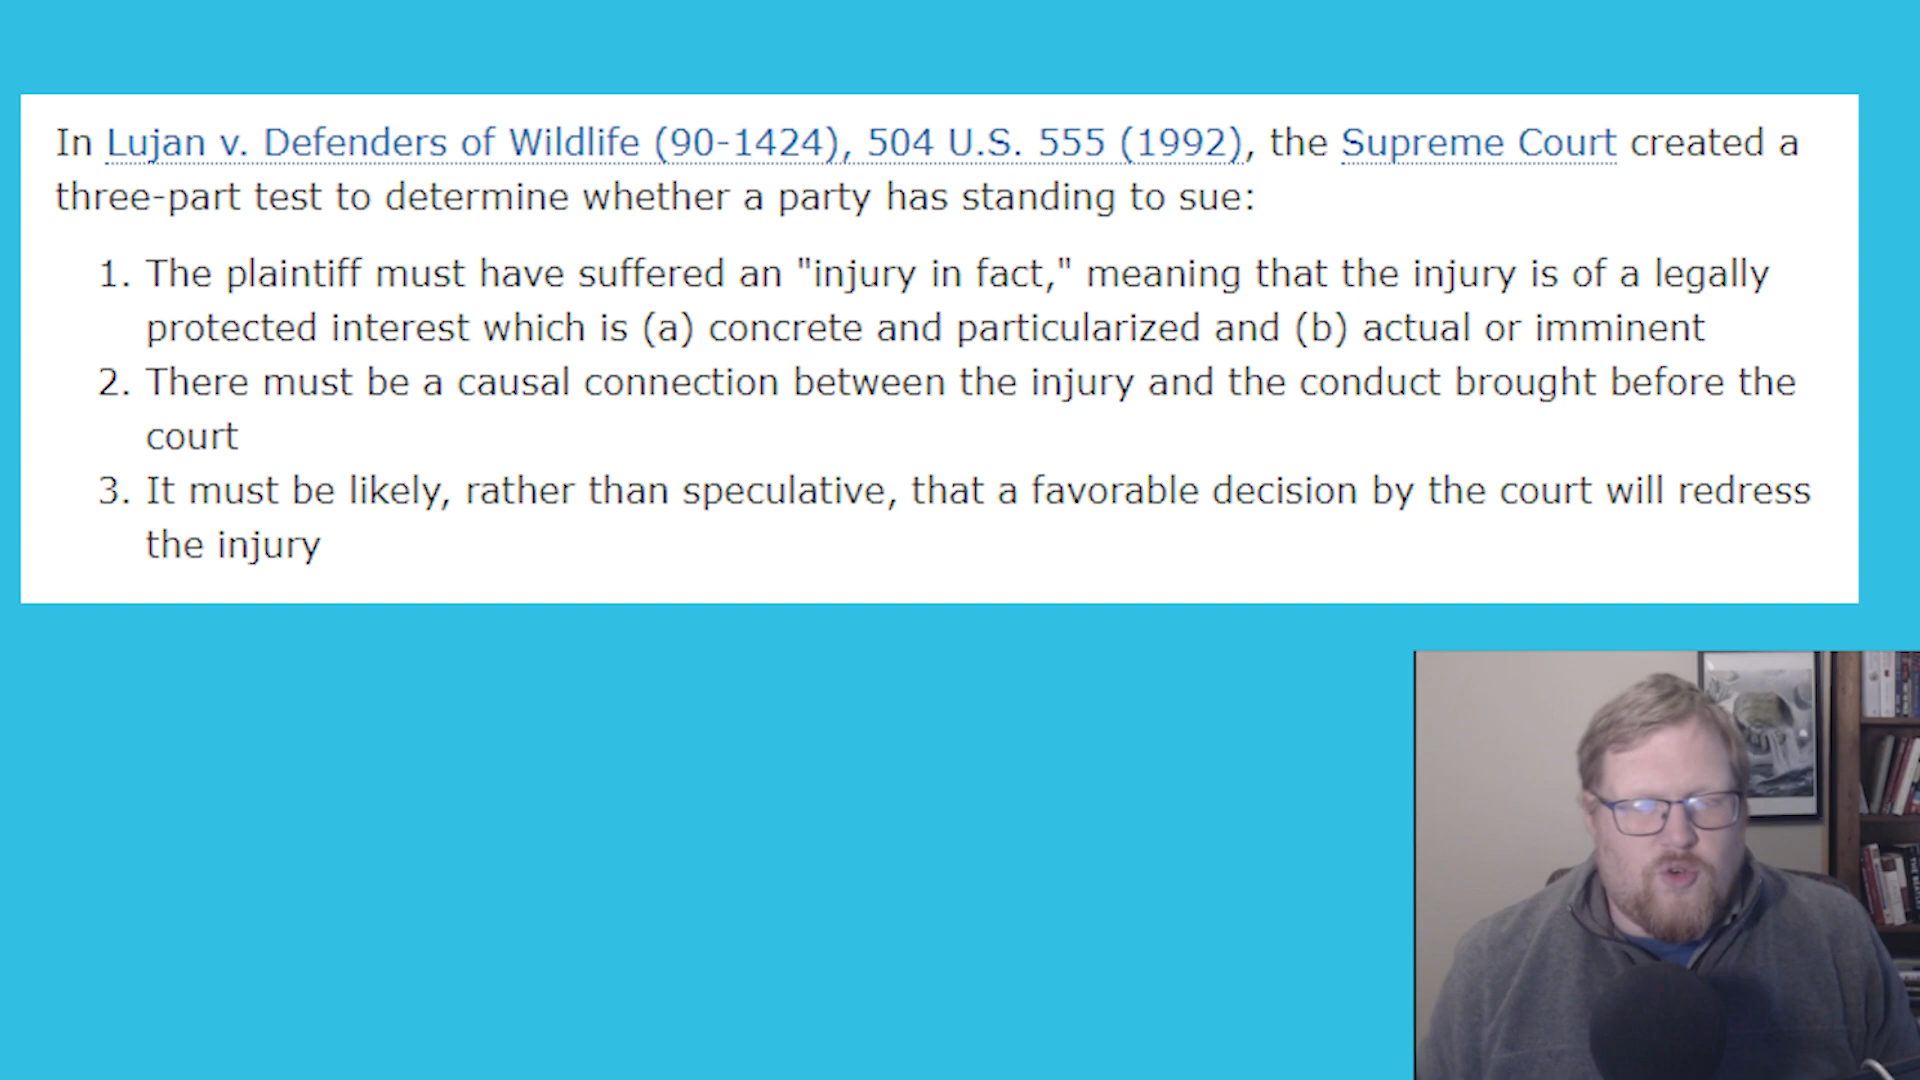 In Lujan v. Defenders of Wildlife (90-1424), 504 U.S. 555 (1992), the Supreme Court created a
three-part test to determine whether a party has standing to sue:
1. The plaintiff must have suffered an "injury in fact," meaning that the injury is of a legally
protected interest which is (a) concrete and particularized and (b) actual or imminent
2. There must be a causal connection between the injury and the conduct brought before the
court
3. It must be likely, rather than speculative, that a favorable decision by the court will redress
the injury